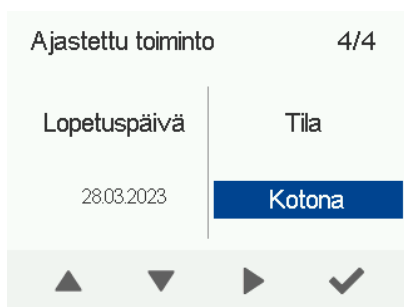 Ajastettu toiminto 4/4
Lopetuspäivä Tila
28.03.2023 Kotona